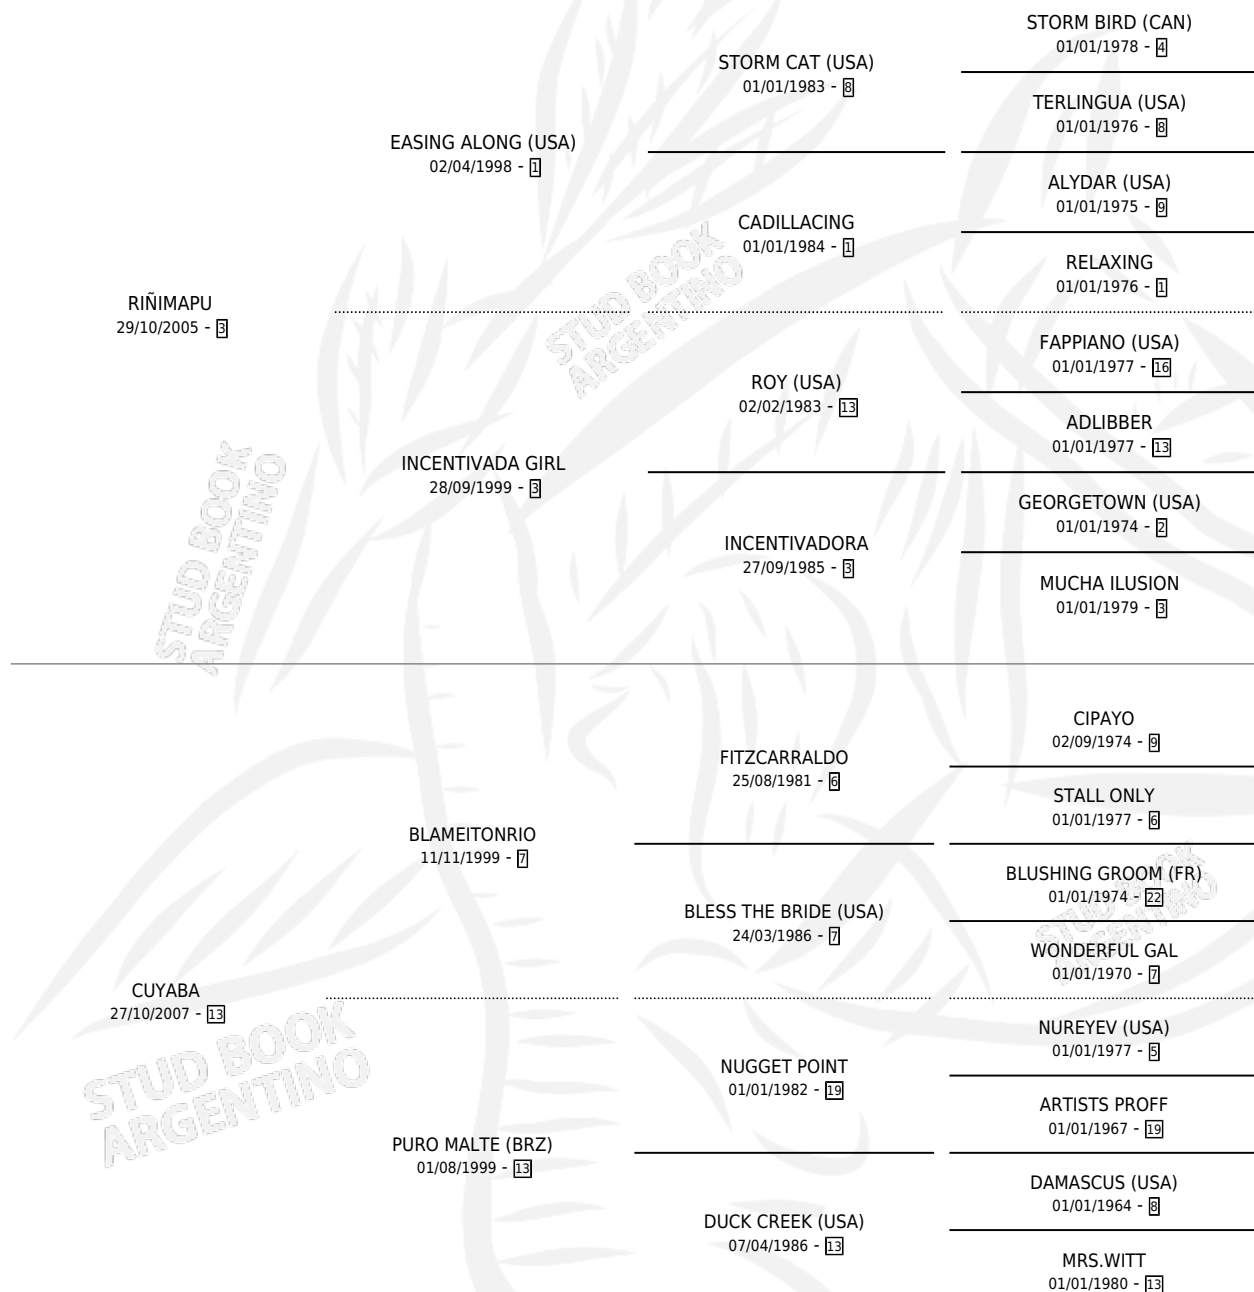 STORM BIRD (CAN)
01/01/1978 - 4
STORM CAT (USA)
01/01/1983 - 8
TERLINGUA (USA)
01/01/1976 - 8
EASING ALONG (USA)
02/04/1998 - 1
ALYDAR (USA)
01/01/1975 - 9
CADILLACING
01/01/1984 - 1
RELAXING
01/01/1976 - 1
RIÑIMAPU
29/10/2005 - 3
FAPPIANO (USA)
01/01/1977 - 16
ROY (USA)
02/02/1983 - 13
ADLIBBER
01/01/1977 - 13
INCENTIVADA GIRL
28/09/1999 - 3
GEORGETOWN (USA)
01/01/1974 - 2
INCENTIVADORA
27/09/1985 - 3
MUCHA ILUSION
01/01/1979 - 3
CIPAYO
02/09/1974 - 9
FITZCARRALDO
25/08/1981 - 6
STALL ONLY
01/01/1977 - 6
BLAMEITONRIO
11/11/1999 - 7
BLUSHING GROOM (FR)
01/01/1974 - 22
BLESS THE BRIDE (USA)
24/03/1986 - 7
WONDERFUL GAL
01/01/1970 - 7
CUYABA
27/10/2007 - 13
NUREYEV (USA)
01/01/1977 - 5
NUGGET POINT
01/01/1982 - 19
ARTISTS PROFF
01/01/1967 - 19
PURO MALTE (BRZ)
01/08/1999 - 13
DAMASCUS (USA)
01/01/1964 - 8
DUCK CREEK (USA)
07/04/1986 - 13
MRS.WITT
01/01/1980 - 13
STUD BOOK
ARGENTINO
STUD BOOK
ARGENTINO
STUD BOOK
ARGENTINO
STUD BOOK
ARGENTINO